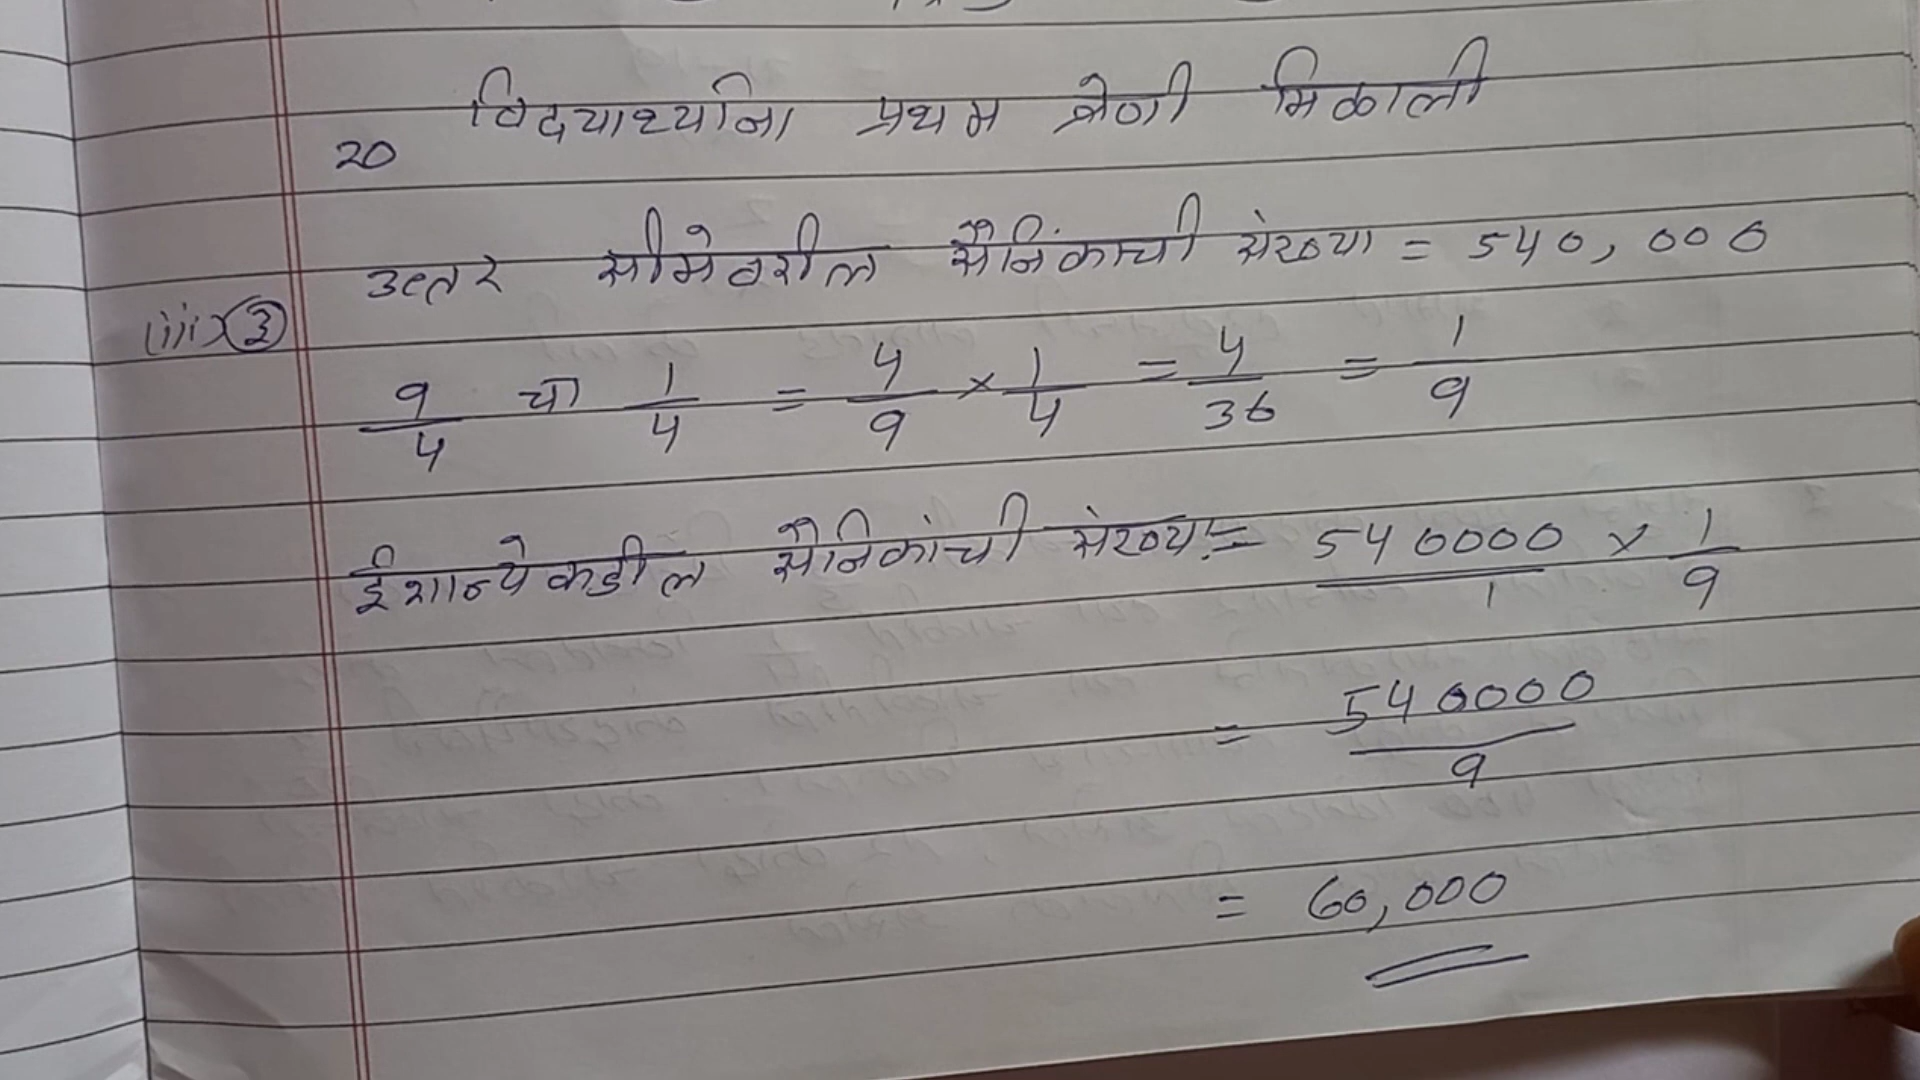 विद्यार्थ्यांना प्रथम श्रेणी मिळाली
20
उत्तर सीमेवरील सैनिकांची संख्या = 540,000
(iii) (3)
9/4 चा 1/4 = 4/9 × 1/4 = 4/36 = 1/9
ईशान्येकडील सैनिकांची संख्या = 540000/1 × 1/9
= 540000/9
= 60,000